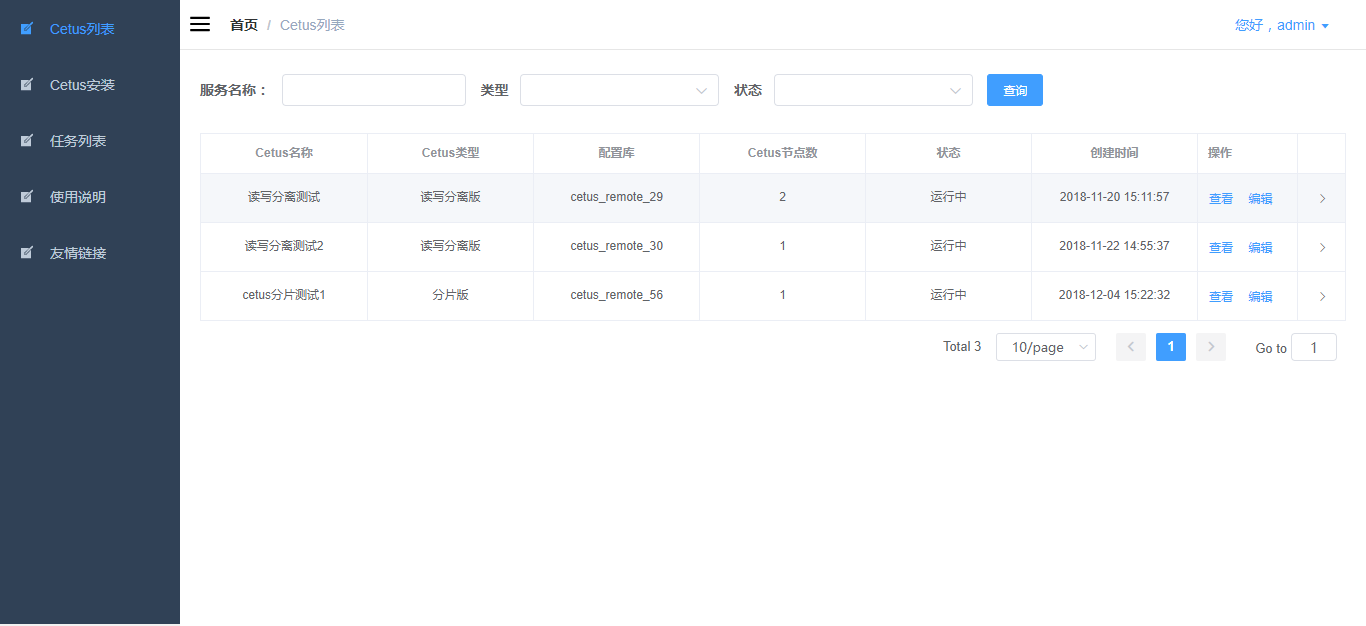 Cetus列表
Cetus安装
任务列表
使用说明
友情链接
首页 / Cetus列表
您好，admin
服务名称： 类型 状态 查询
Cetus名称 Cetus类型 配置库 Cetus节点数 状态 创建时间 操作
读写分离测试 读写分离版 cetus_remote_29 2 运行中 2018-11-20 15:11:57 查看 编辑
读写分离测试2 读写分离版 cetus_remote_30 1 运行中 2018-11-22 14:55:37 查看 编辑
cetus分片测试1 分片版 cetus_remote_56 1 运行中 2018-12-04 15:22:32 查看 编辑
Total 3 10/page 1 Go to 1